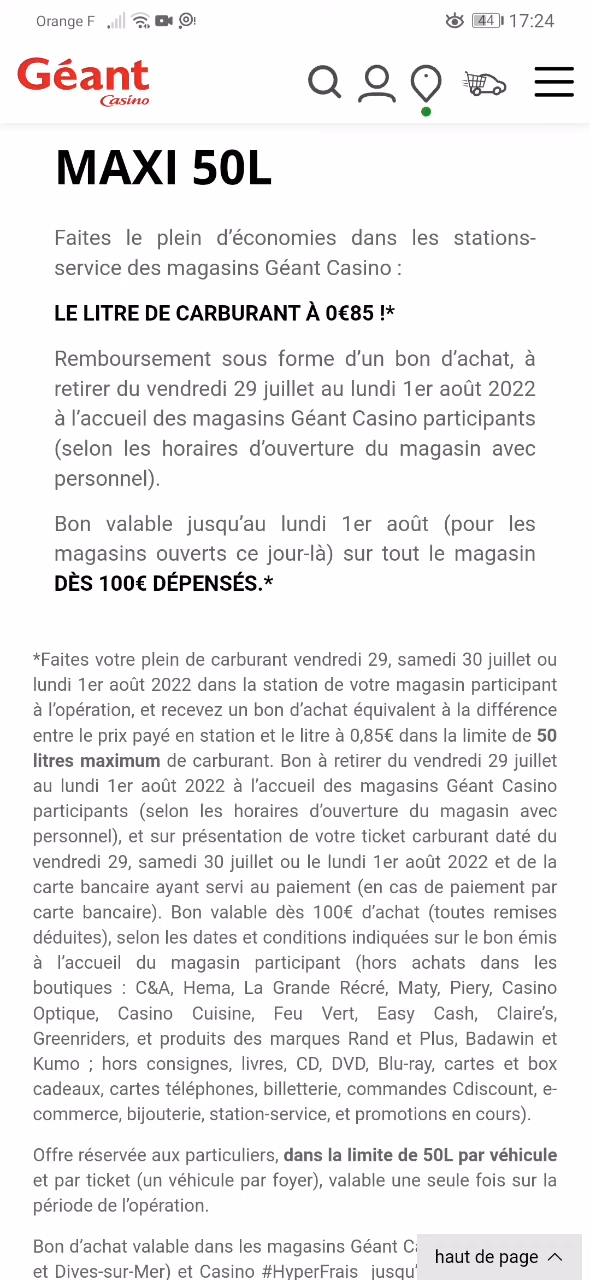 Orange F 44 17:24
Géant
Casino
MAXI 50L
Faites le plein d’économies dans les stations-
service des magasins Géant Casino :
LE LITRE DE CARBURANT À 0€85 !*
Remboursement sous forme d’un bon d’achat, à
retirer du vendredi 29 juillet au lundi 1er août 2022
à l’accueil des magasins Géant Casino participants
(selon les horaires d’ouverture du magasin avec
personnel).
Bon valable jusqu’au lundi 1er août (pour les
magasins ouverts ce jour-là) sur tout le magasin
DÈS 100€ DÉPENSÉS.*
*Faites votre plein de carburant vendredi 29, samedi 30 juillet ou
lundi 1er août 2022 dans la station de votre magasin participant
à l’opération, et recevez un bon d’achat équivalent à la différence
entre le prix payé en station et le litre à 0,85€ dans la limite de 50
litres maximum de carburant. Bon à retirer du vendredi 29 juillet
au lundi 1er août 2022 à l’accueil des magasins Géant Casino
participants (selon les horaires d’ouverture du magasin avec
personnel), et sur présentation de votre ticket carburant daté du
vendredi 29, samedi 30 juillet ou le lundi 1er août 2022 et de la
carte bancaire ayant servi au paiement (en cas de paiement par
carte bancaire). Bon valable dès 100€ d’achat (toutes remises
déduites), selon les dates et conditions indiquées sur le bon émis
à l’accueil du magasin participant (hors achats dans les
boutiques : C&A, Hema, La Grande Récré, Maty, Piery, Casino
Optique, Casino Cuisine, Feu Vert, Easy Cash, Claire’s,
Greenriders, et produits des marques Rand et Plus, Badawin et
Kumo ; hors consignes, livres, CD, DVD, Blu-ray, cartes et box
cadeaux, cartes téléphones, billetterie, commandes Cdiscount, e-
commerce, bijouterie, station-service, et promotions en cours).
Offre réservée aux particuliers, dans la limite de 50L par véhicule
et par ticket (un véhicule par foyer), valable une seule fois sur la
période de l’opération.
Bon d’achat valable dans les magasins Géant
et Dives-sur-Mer) et Casino #HyperFrais
haut de page